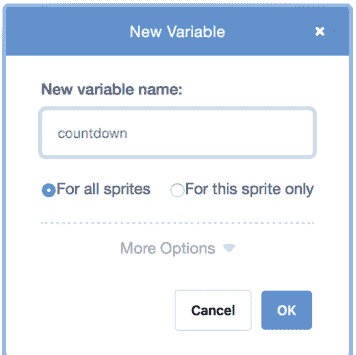 New Variable
New variable name:
countdown
For all sprites For this sprite only
More Options
Cancel OK